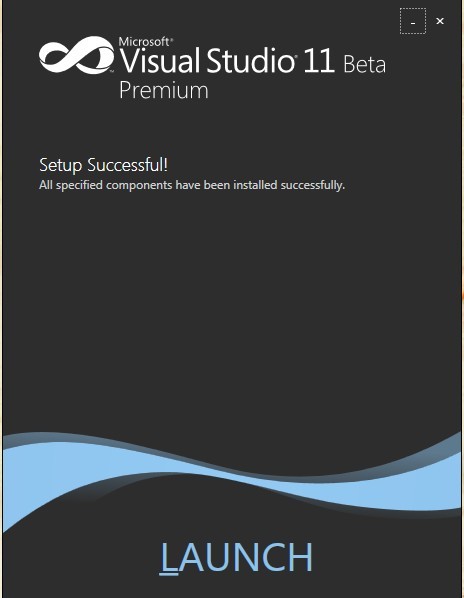 Microsoft®
Visual Studio® 11 Beta
Premium
Setup Successful!
All specified components have been installed successfully.
LAUNCH